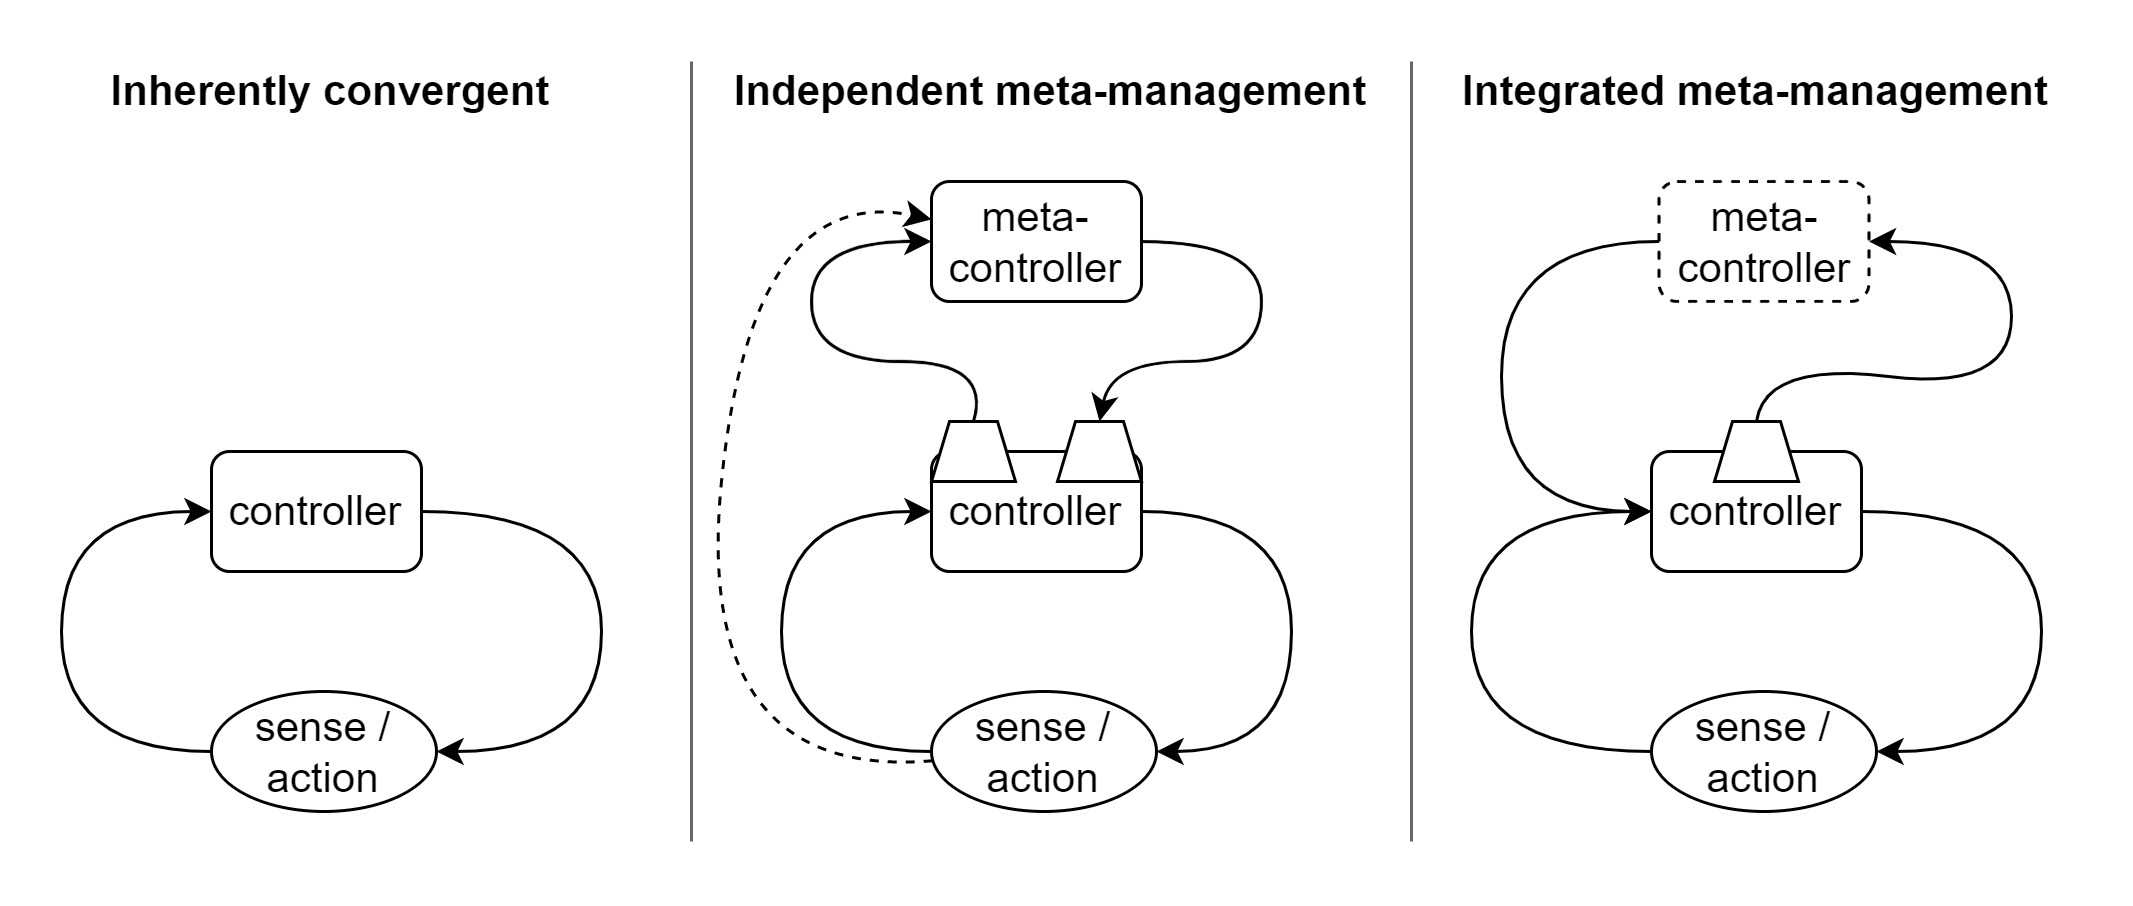 Inherently convergent
controller
sense /
action
Independent meta-management
meta-
controller
controller
sense /
action
Integrated meta-management
meta-
controller
controller
sense /
action